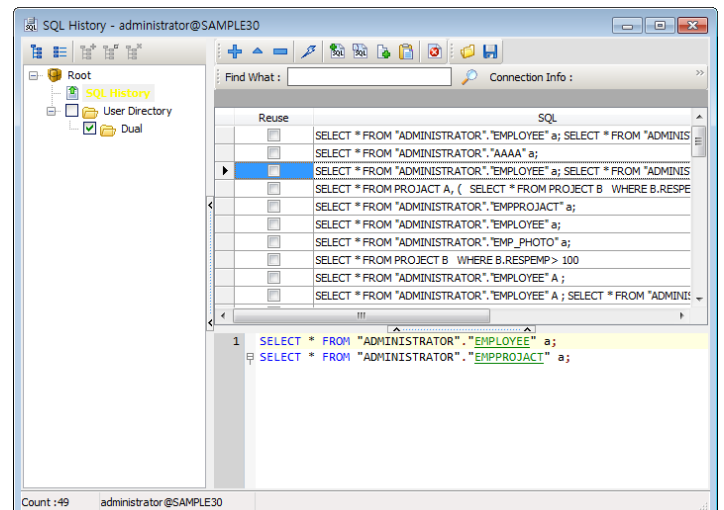 SQL History - administrator@SAMPLE30
Find What :
Connection Info :
Root
SQL History
User Directory
Dual
Reuse SQL
SELECT * FROM "ADMINISTRATOR"."EMPLOYEE" a; SELECT * FROM "ADMINIS
SELECT * FROM "ADMINISTRATOR"."AAAA" a;
SELECT * FROM "ADMINISTRATOR"."EMPLOYEE" a; SELECT * FROM "ADMINIS
SELECT * FROM PROJACT A, ( SELECT * FROM PROJECT B WHERE B.RESPE
SELECT * FROM "ADMINISTRATOR"."EMPPROJACT" a;
SELECT * FROM "ADMINISTRATOR"."EMPLOYEE" a;
SELECT * FROM "ADMINISTRATOR"."EMP_PHOTO" a;
SELECT * FROM PROJECT B WHERE B.RESPEMP> 100
SELECT * FROM "ADMINISTRATOR"."EMPLOYEE" A ;
SELECT * FROM "ADMINISTRATOR"."EMPLOYEE" A ; SELECT * FROM "ADMINIS
1 SELECT * FROM "ADMINISTRATOR"."EMPLOYEE" a;
SELECT * FROM "ADMINISTRATOR"."EMPPROJACT" a;
Count :49 administrator@SAMPLE30